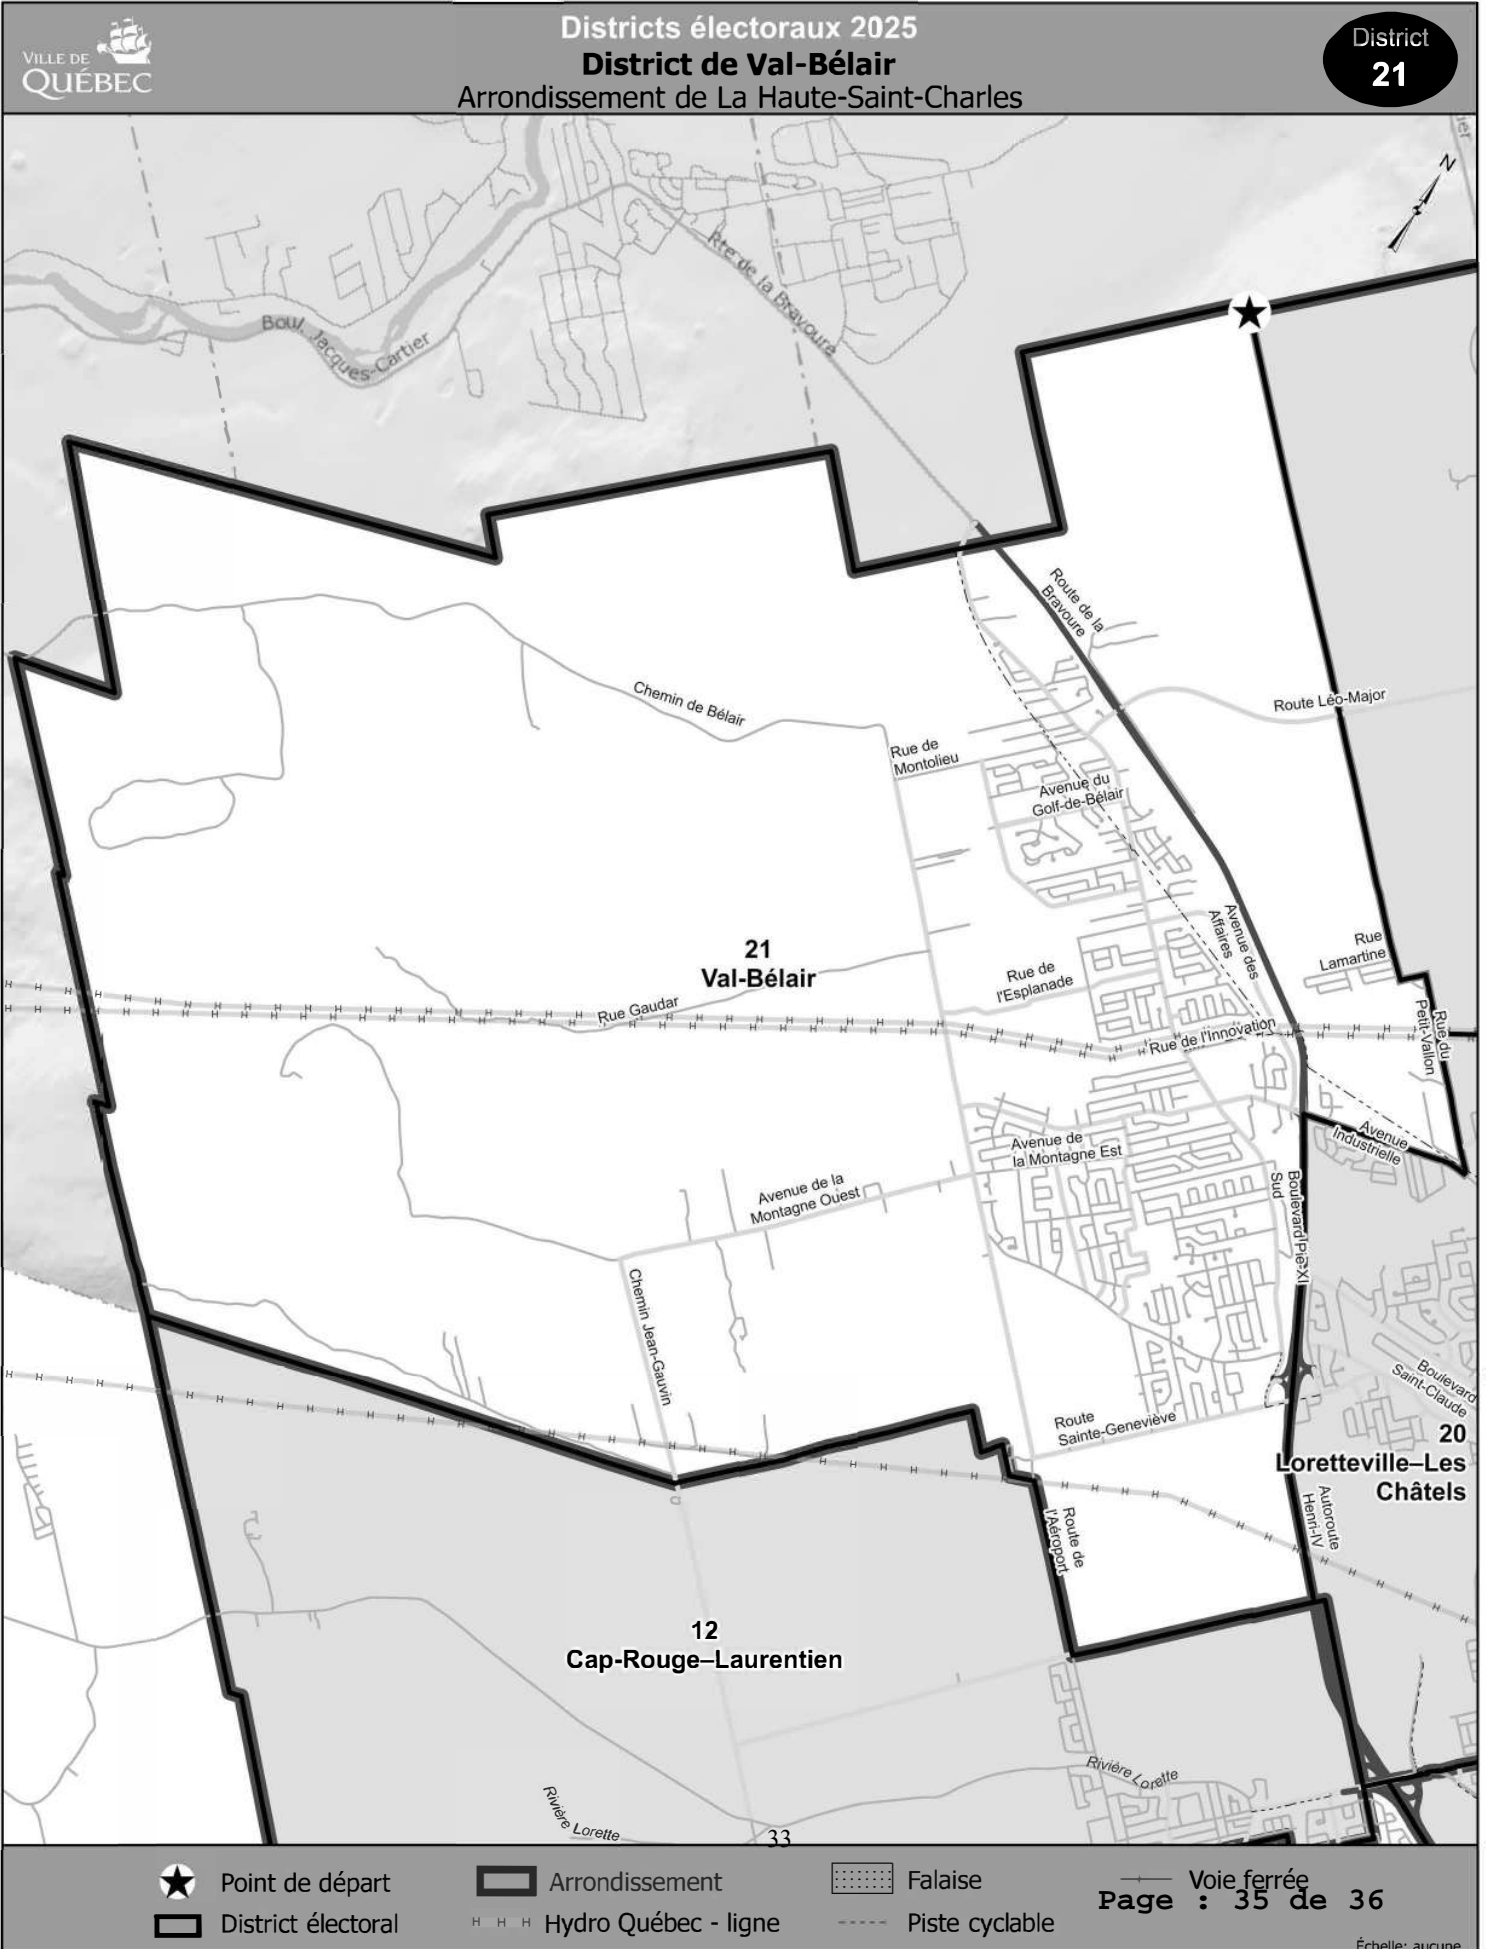 VILLE DE
QUÉBEC
Districts électoraux 2025
District de Val-Bélair
Arrondissement de La Haute-Saint-Charles
District
21
N
Rte de la Bravoure
Boul. Jacques-Cartier
Route de la
Bravoure
Chemin de Bélair
Route Léo-Major
Rue de
Montolieu
Avenue du
Golf-de-Bélair
Avenue des
Affaires
Rue
Lamartine
21
Val-Bélair
Rue de
l'Esplanade
Rue Gaudar
Rue de l'Innovation
Rue du
Petit-Vallon
Avenue
Industrielle
Avenue de
la Montagne Est
Avenue de la
Montagne Ouest
Boulevard Pie-XI
Sud
Chemin Jean-Gauvin
Boulevard
Saint-Claude
Route
Sainte-Geneviève
20
Loretteville–Les
Châtels
Autoroute
Henri-IV
Route de
l'Aéroport
12
Cap-Rouge–Laurentien
Rivière Lorette
Rivière Lorette
33
Point de départ
Arrondissement
Falaise
Voie ferrée
Page : 35 de 36
District électoral
H H H Hydro Québec - ligne
Piste cyclable
Échelle: aucune